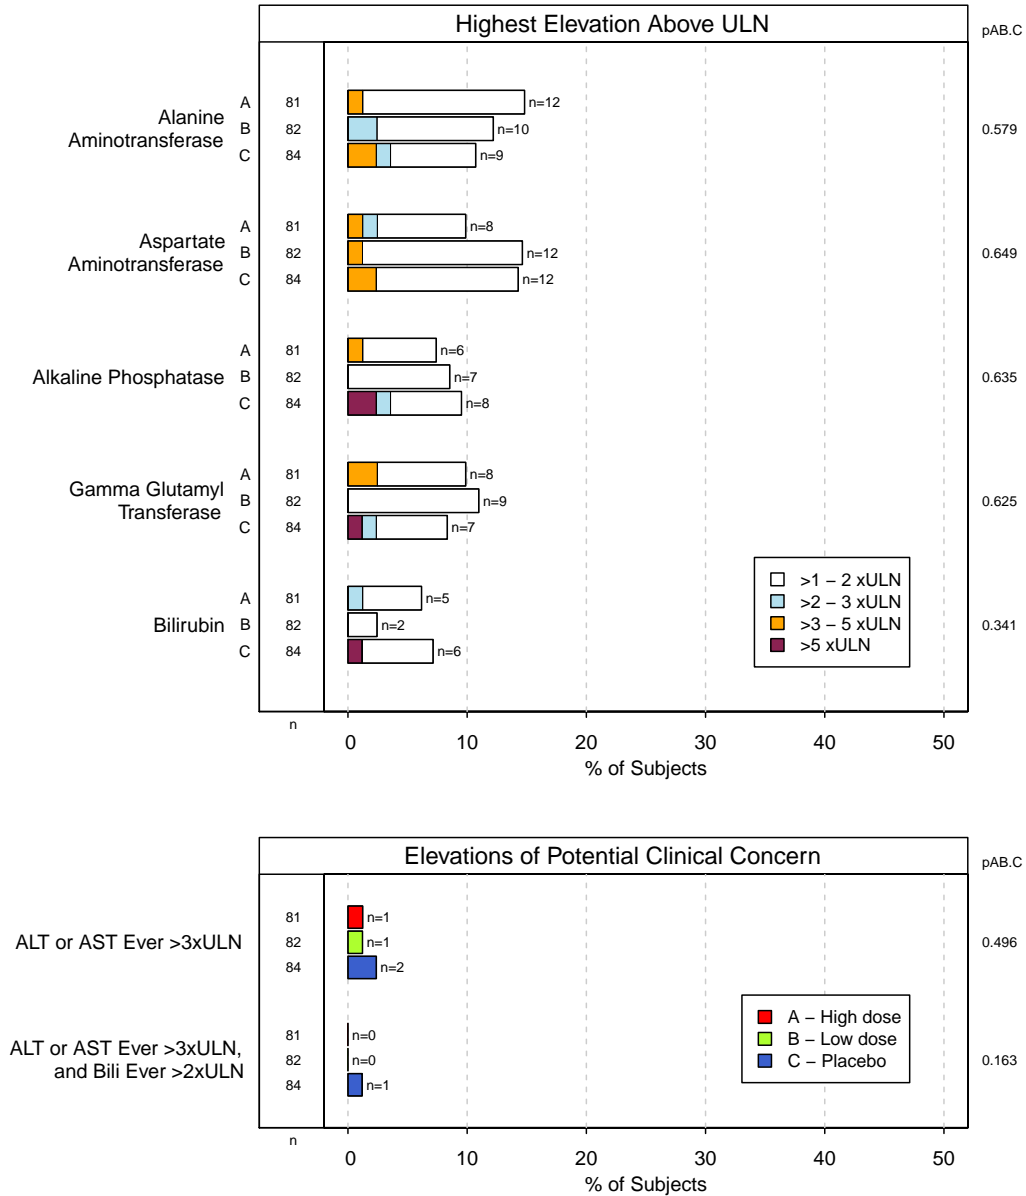 Highest Elevation Above ULN
pAB.C
Alanine
Aminotransferase
A 81 n=12
B 82 n=10
C 84 n=9
0.579
Aspartate
Aminotransferase
A 81 n=8
B 82 n=12
C 84 n=12
0.649
Alkaline Phosphatase
A 81 n=6
B 82 n=7
C 84 n=8
0.635
Gamma Glutamyl
Transferase
A 81 n=8
B 82 n=9
C 84 n=7
0.625
Bilirubin
A 81 n=5
B 82 n=2
C 84 n=6
0.341
>1 − 2 xULN
>2 − 3 xULN
>3 − 5 xULN
>5 xULN
n
0 10 20 30 40 50
% of Subjects
Elevations of Potential Clinical Concern
pAB.C
ALT or AST Ever >3xULN
81 n=1
82 n=1
84 n=2
0.496
ALT or AST Ever >3xULN,
and Bili Ever >2xULN
81 n=0
82 n=0
84 n=1
0.163
A − High dose
B − Low dose
C − Placebo
n
0 10 20 30 40 50
% of Subjects